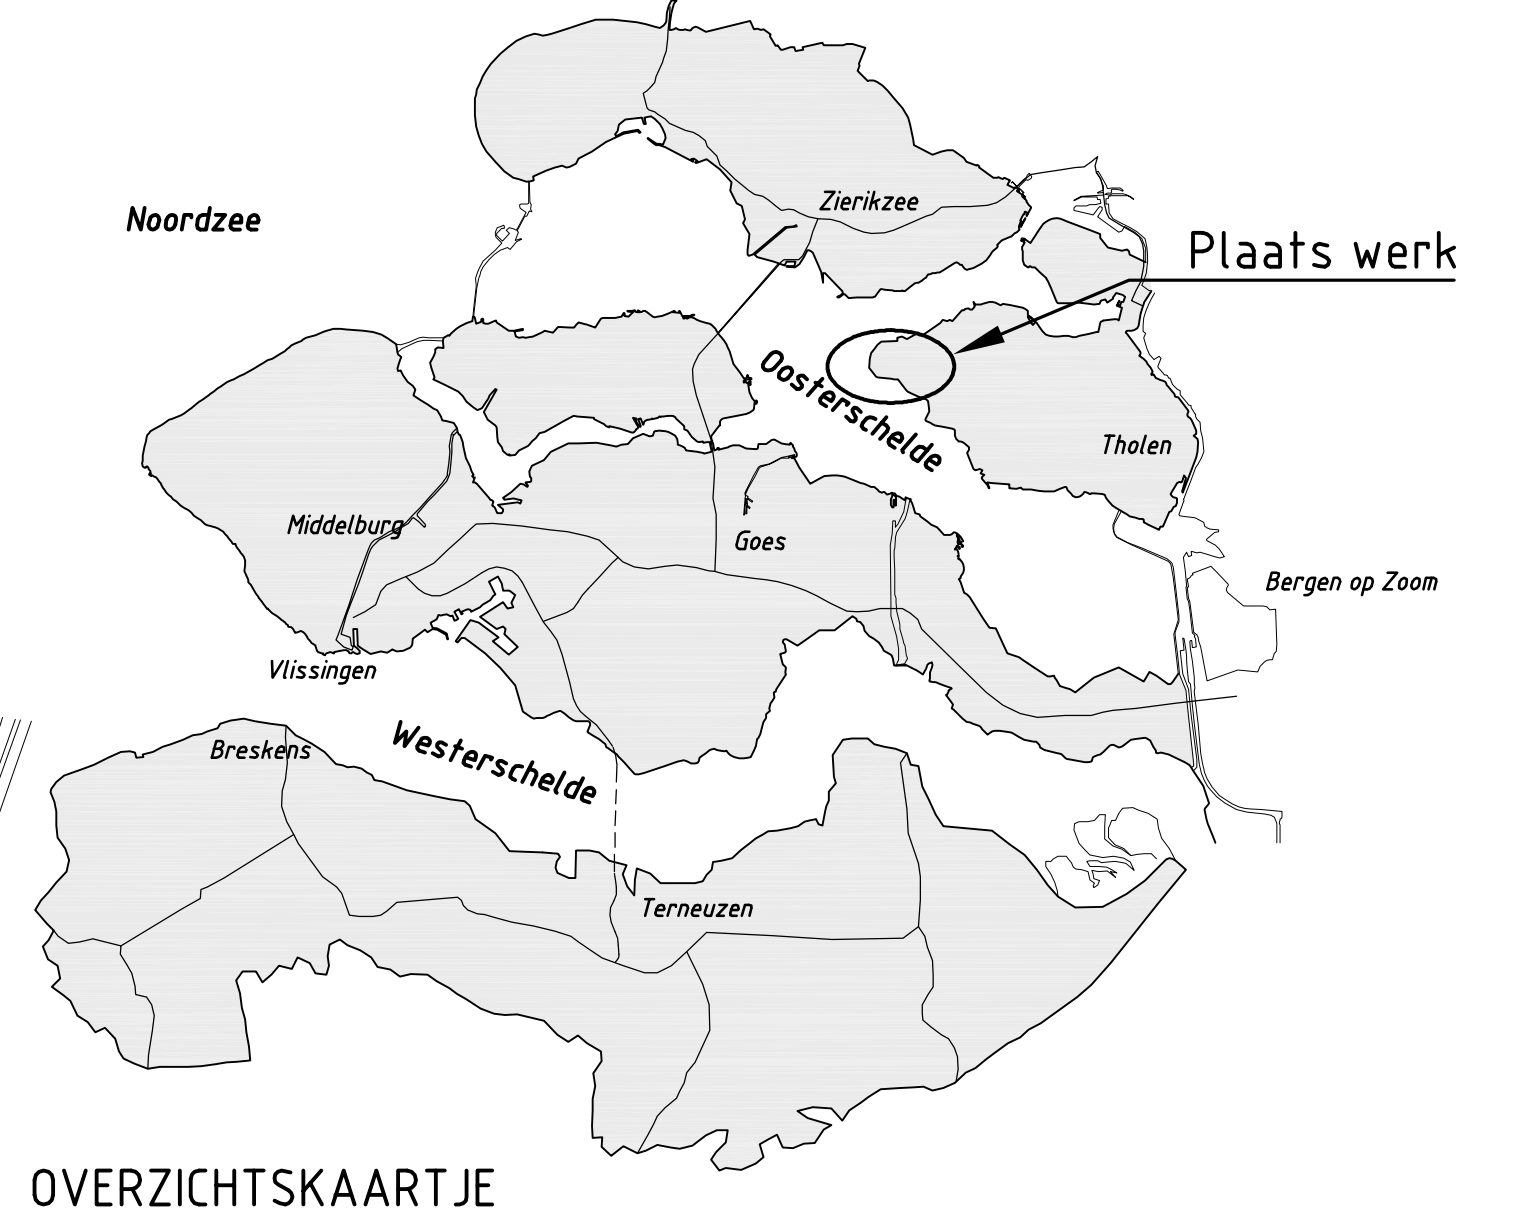 Zierikzee
Noordzee
Plaats werk
Oosterschelde
Tholen
Middelburg
Goes
Bergen op Zoom
Vlissingen
Westerschelde
Breskens
Terneuzen
OVERZICHTSKAARTJE